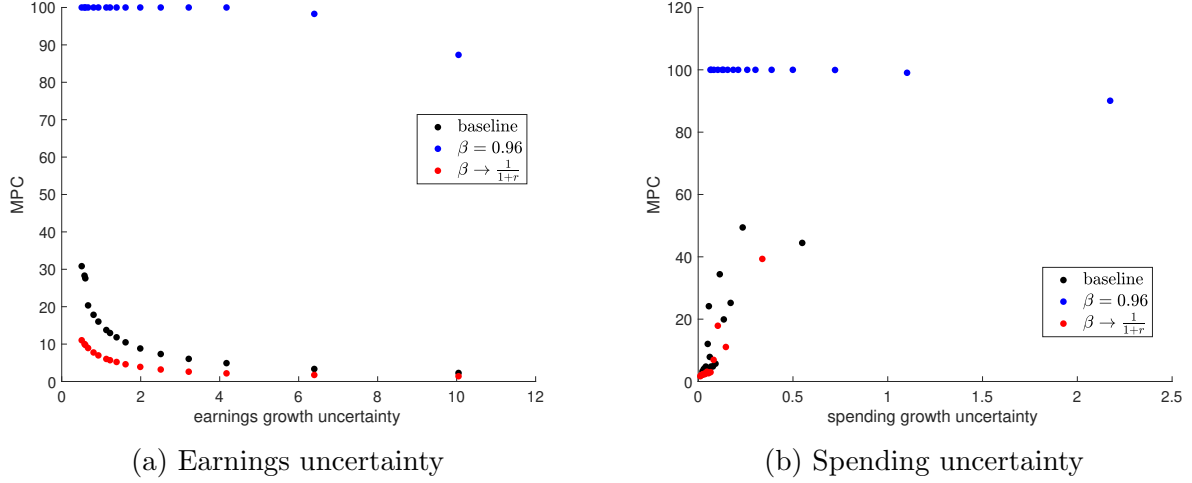 100
90
80
70
60
50
40
30
20
10
0
MPC
0 2 4 6 8 10 12
earnings growth uncertainty
baseline
β = 0.96
β → 1/(1+r)
(a) Earnings uncertainty
120
100
80
60
40
20
0
MPC
0 0.5 1 1.5 2 2.5
spending growth uncertainty
baseline
β = 0.96
β → 1/(1+r)
(b) Spending uncertainty